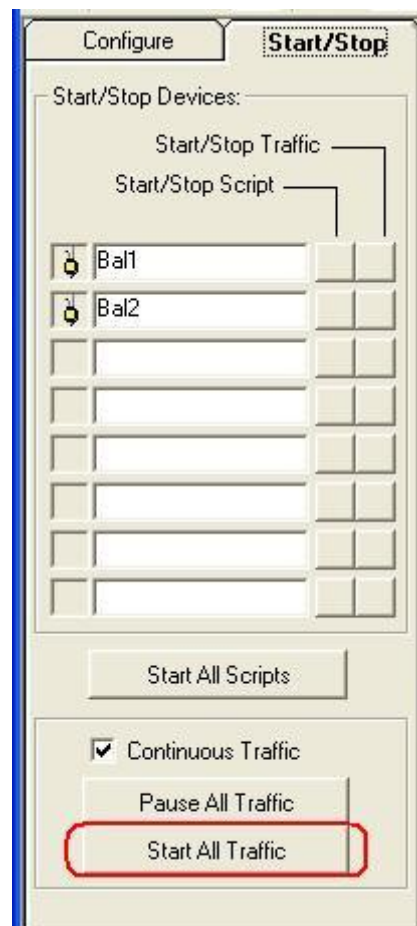 Configure
Start/Stop
Start/Stop Devices:
Start/Stop Traffic
Start/Stop Script
Bal1
Bal2
Start All Scripts
Continuous Traffic
Pause All Traffic
Start All Traffic